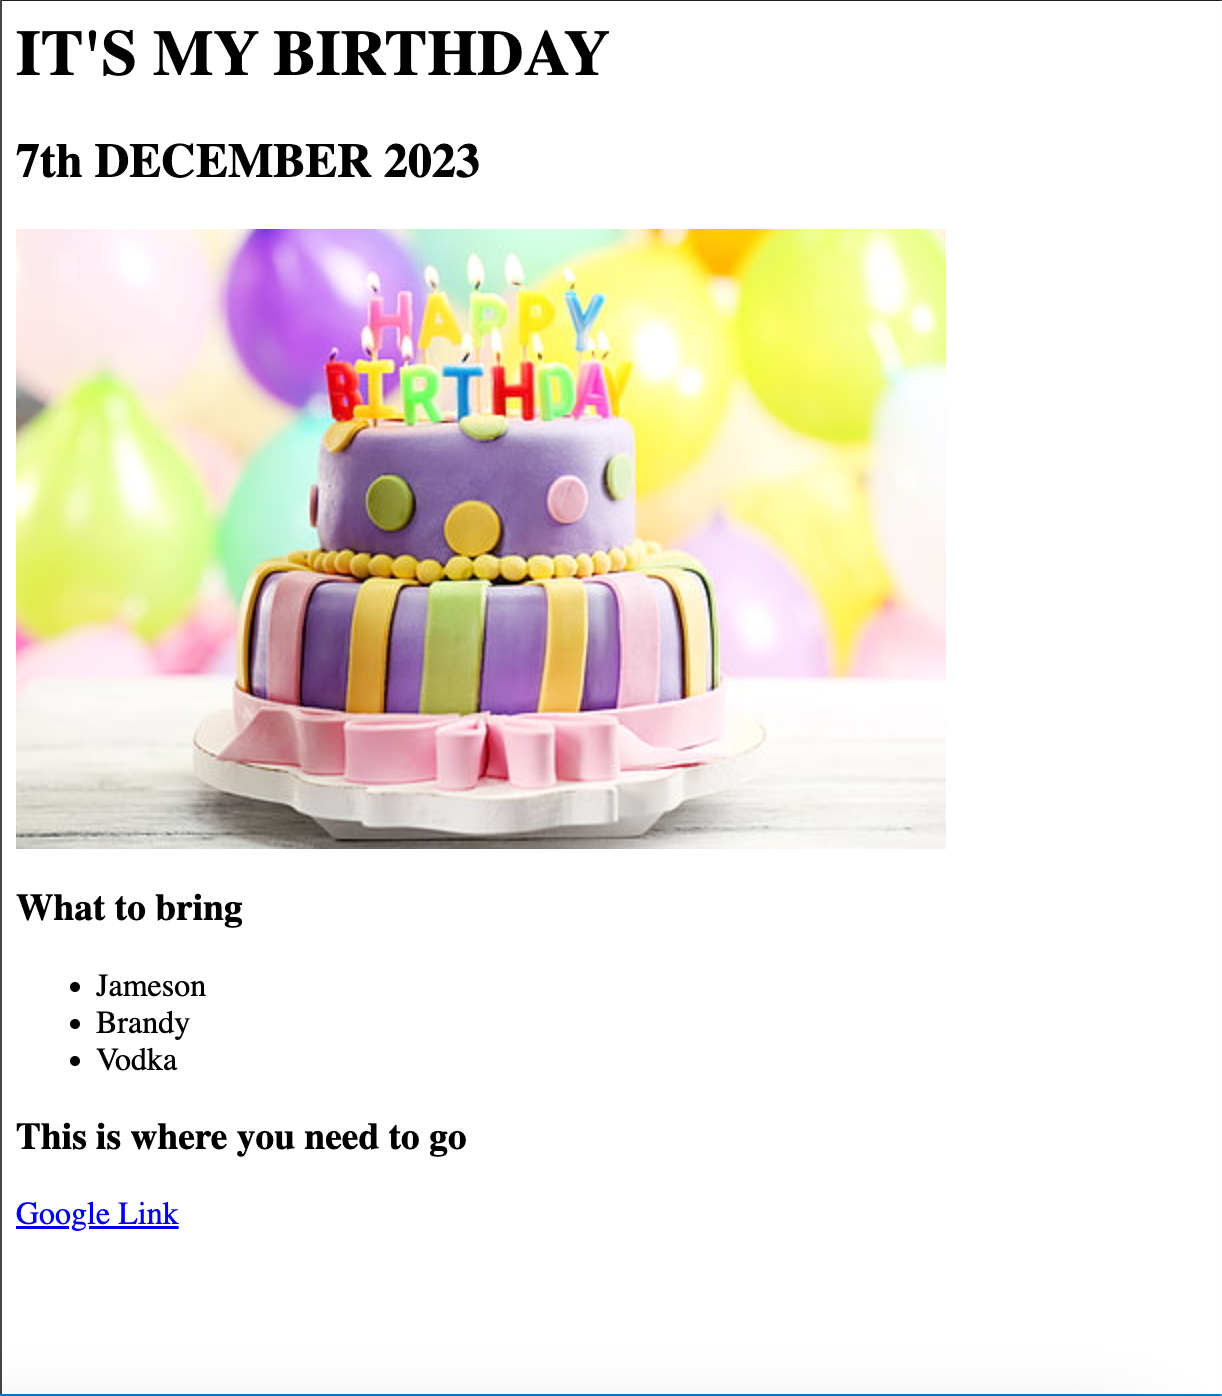 IT'S MY BIRTHDAY
7th DECEMBER 2023
HAPPY
BIRTHDAY
What to bring
Jameson
Brandy
Vodka
This is where you need to go
Google Link